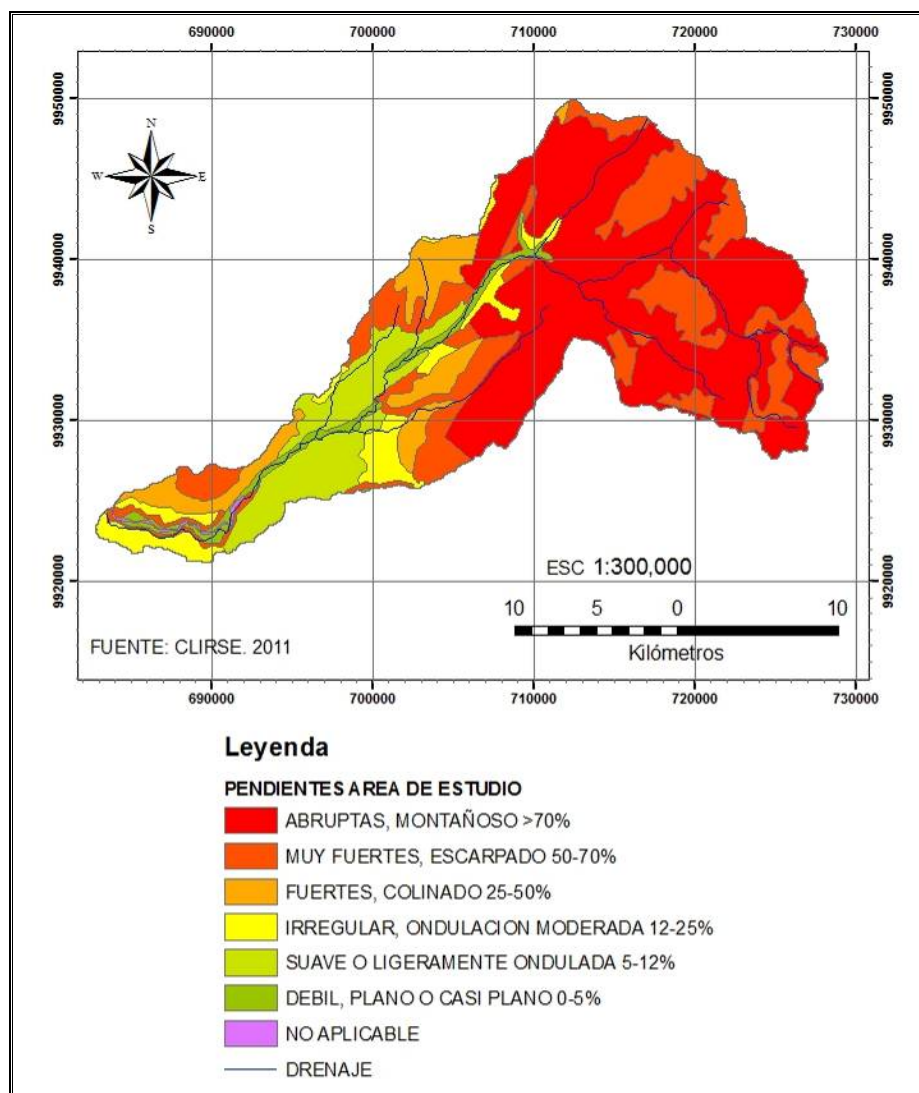 690000 700000 710000 720000 730000
9950000 9950000
N
W E
S
9940000 9940000
9930000 9930000
9920000 9920000
ESC 1:300,000
10 5 0 10
Kilómetros
FUENTE: CLIRSE. 2011
690000 700000 710000 720000 730000
Leyenda
PENDIENTES AREA DE ESTUDIO
ABRUPTAS, MONTAÑOSO >70%
MUY FUERTES, ESCARPADO 50-70%
FUERTES, COLINADO 25-50%
IRREGULAR, ONDULACION MODERADA 12-25%
SUAVE O LIGERAMENTE ONDULADA 5-12%
DEBIL, PLANO O CASI PLANO 0-5%
NO APLICABLE
DRENAJE